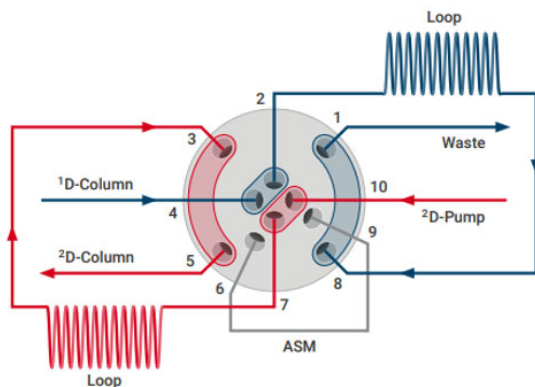 Loop
2
1
3
Waste
¹D-Column
10
4
²D-Pump
²D-Column
9
5
8
6
7
ASM
Loop